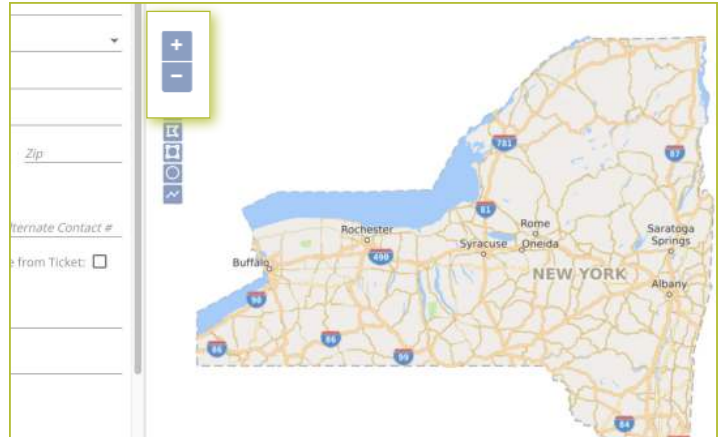 +
−
Zip
lternate Contact #
e from Ticket:
781
87
81
Rome
Rochester
Saratoga
Springs
Syracuse
Oneida
490
Buffalo
NEW YORK
Albany
90
86
86
99
84